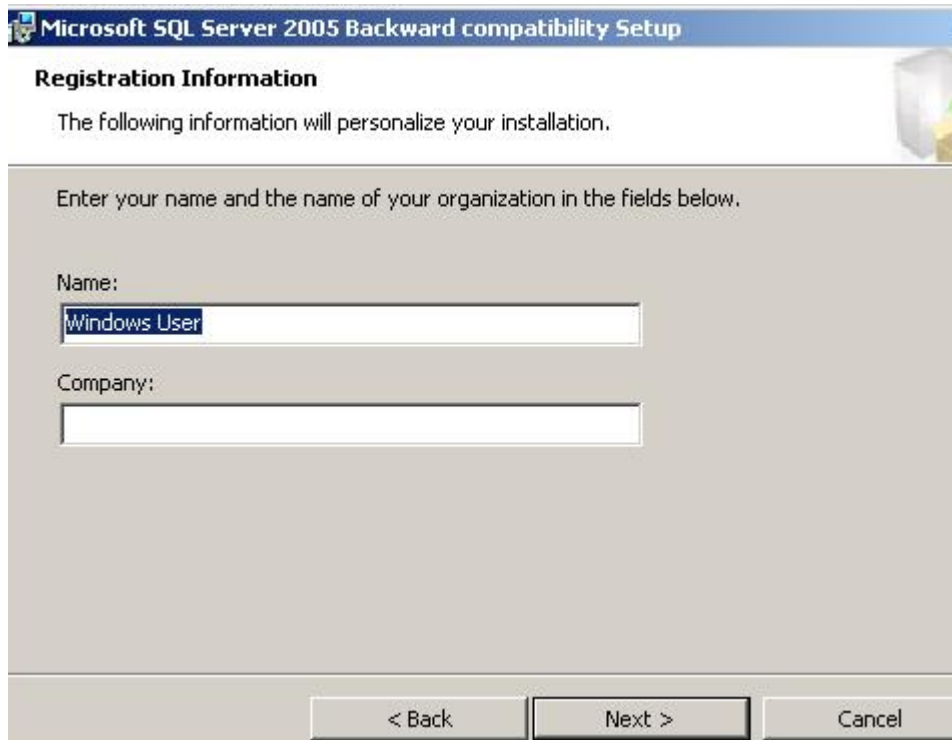 Microsoft SQL Server 2005 Backward compatibility Setup
Registration Information
The following information will personalize your installation.
Enter your name and the name of your organization in the fields below.
Name:
Windows User
Company:
< Back
Next >
Cancel